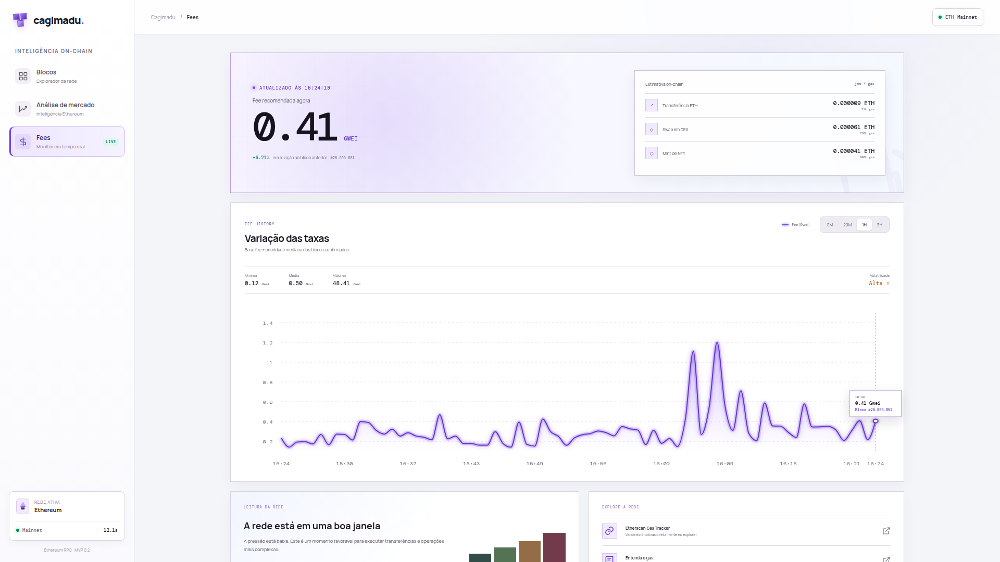 cagimadu.
INTELIGÊNCIA ON-CHAIN
Blocos
Explorador da rede
Análise de mercado
Inteligência Ethereum
Fees
Monitor em tempo real
LIVE
REDE ATIVA
Ethereum
Mainnet 12.1s
Ethereum RPC · MVP 0.2
Cagimadu / Fees
ETH Mainnet
ATUALIZADO ÀS 16:24:19
Fee recomendada agora
0.41 GWEI
+6.21% em relação ao bloco anterior #25.898.851
Estimativa on-chain fee × gas
Transferência ETH 0.000009 ETH
21k gas
Swap em DEX 0.000061 ETH
150k gas
Mint de NFT 0.000041 ETH
100k gas
FEE HISTORY
Variação das taxas
Base fee + prioridade mediana dos blocos confirmados
Fee (Gwei)
5M 20M 1H 3H
Mínima Média Máxima Volatilidade
0.12 Gwei 0.50 Gwei 48.41 Gwei Alta ↑
1.4
1.2
1
0.8
0.6
0.4
0.2
16:24
0.41 Gwei
Bloco #25.898.852
15:24 15:30 15:37 15:43 15:49 15:56 16:02 16:09 16:15 16:21 16:24
LEITURA DA REDE
A rede está em uma boa janela
A pressão está baixa. Este é um momento favorável para executar transferências e operações
mais complexas.
EXPLORE A REDE
Etherscan Gas Tracker
Valide estimativas diretamente no explorer
Entenda o gas